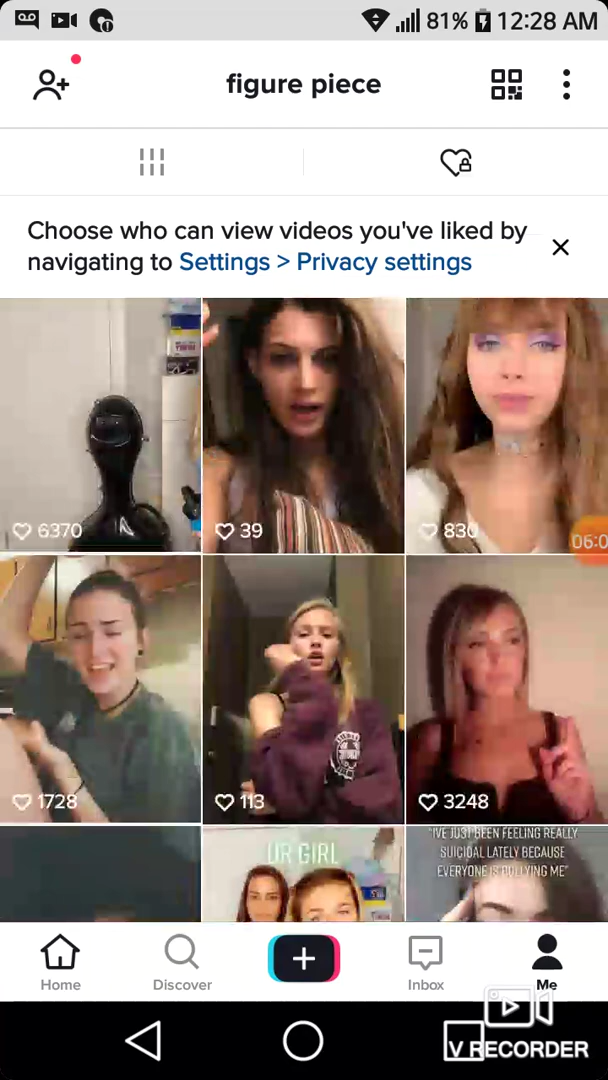 81% 12:28 AM
figure piece
Choose who can view videos you've liked by
navigating to Settings > Privacy settings
6370
39
830
06:0
1728
113
3248
UR GIRL
"I'VE JUST BEEN FEELING REALLY
SUICIDAL LATELY BECAUSE
EVERYONE IS BULLYING ME"
Home
Discover
Inbox
Me
V RECORDER